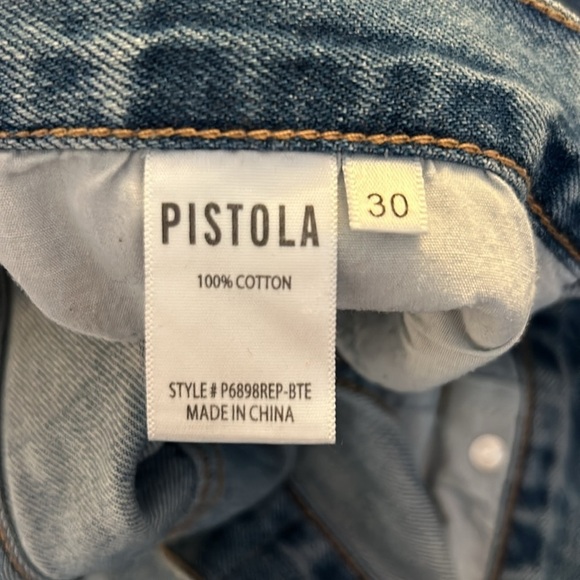 PISTOLA
30
100% COTTON
STYLE # P6898REP-BTE
MADE IN CHINA